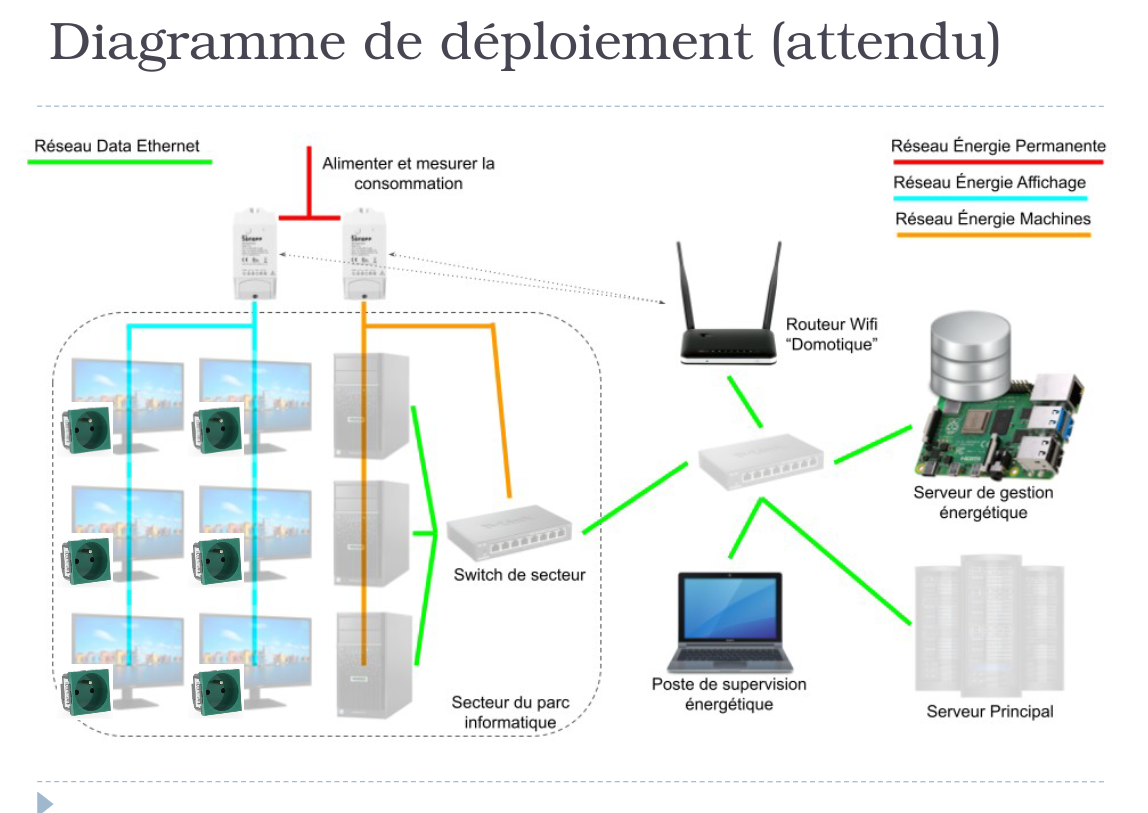 Diagramme de déploiement (attendu)
Réseau Data Ethernet
Alimenter et mesurer la
consommation
Réseau Énergie Permanente
Réseau Énergie Affichage
Réseau Énergie Machines
Routeur Wifi
“Domotique”
Serveur de gestion
énergétique
Switch de secteur
Poste de supervision
énergétique
Secteur du parc
informatique
Serveur Principal